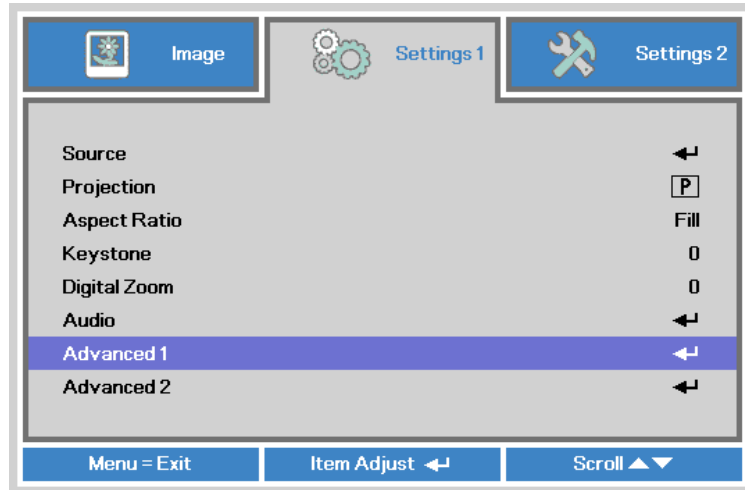 Image
Settings 1
Settings 2
Source
Projection P
Aspect Ratio Fill
Keystone 0
Digital Zoom 0
Audio
Advanced 1
Advanced 2
Menu = Exit
Item Adjust
Scroll